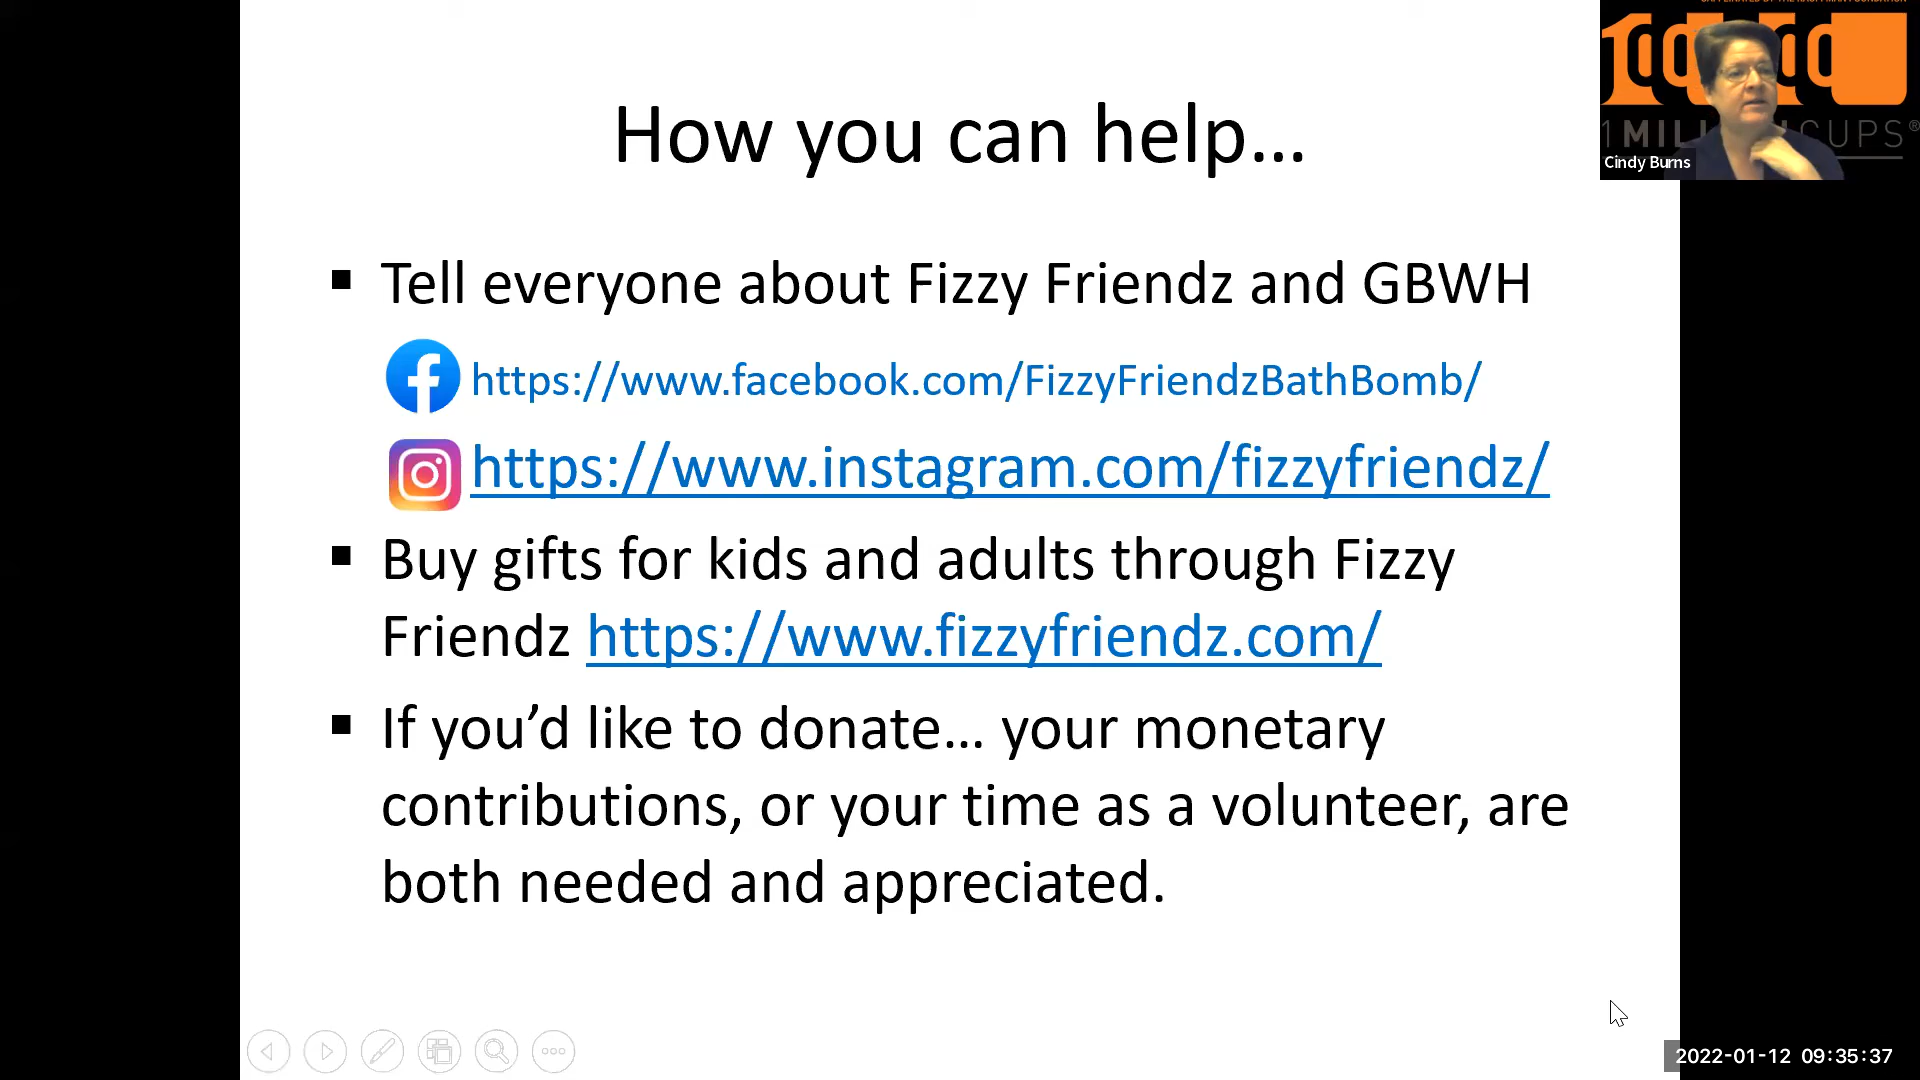 How you can help...
▪ Tell everyone about Fizzy Friendz and GBWH
https://www.facebook.com/FizzyFriendzBathBomb/
https://www.instagram.com/fizzyfriendz/
▪ Buy gifts for kids and adults through Fizzy
Friendz https://www.fizzyfriendz.com/
▪ If you’d like to donate... your monetary
contributions, or your time as a volunteer, are
both needed and appreciated.
1 MIL CUPS®
Cindy Burns
2022-01-12 09:35:37